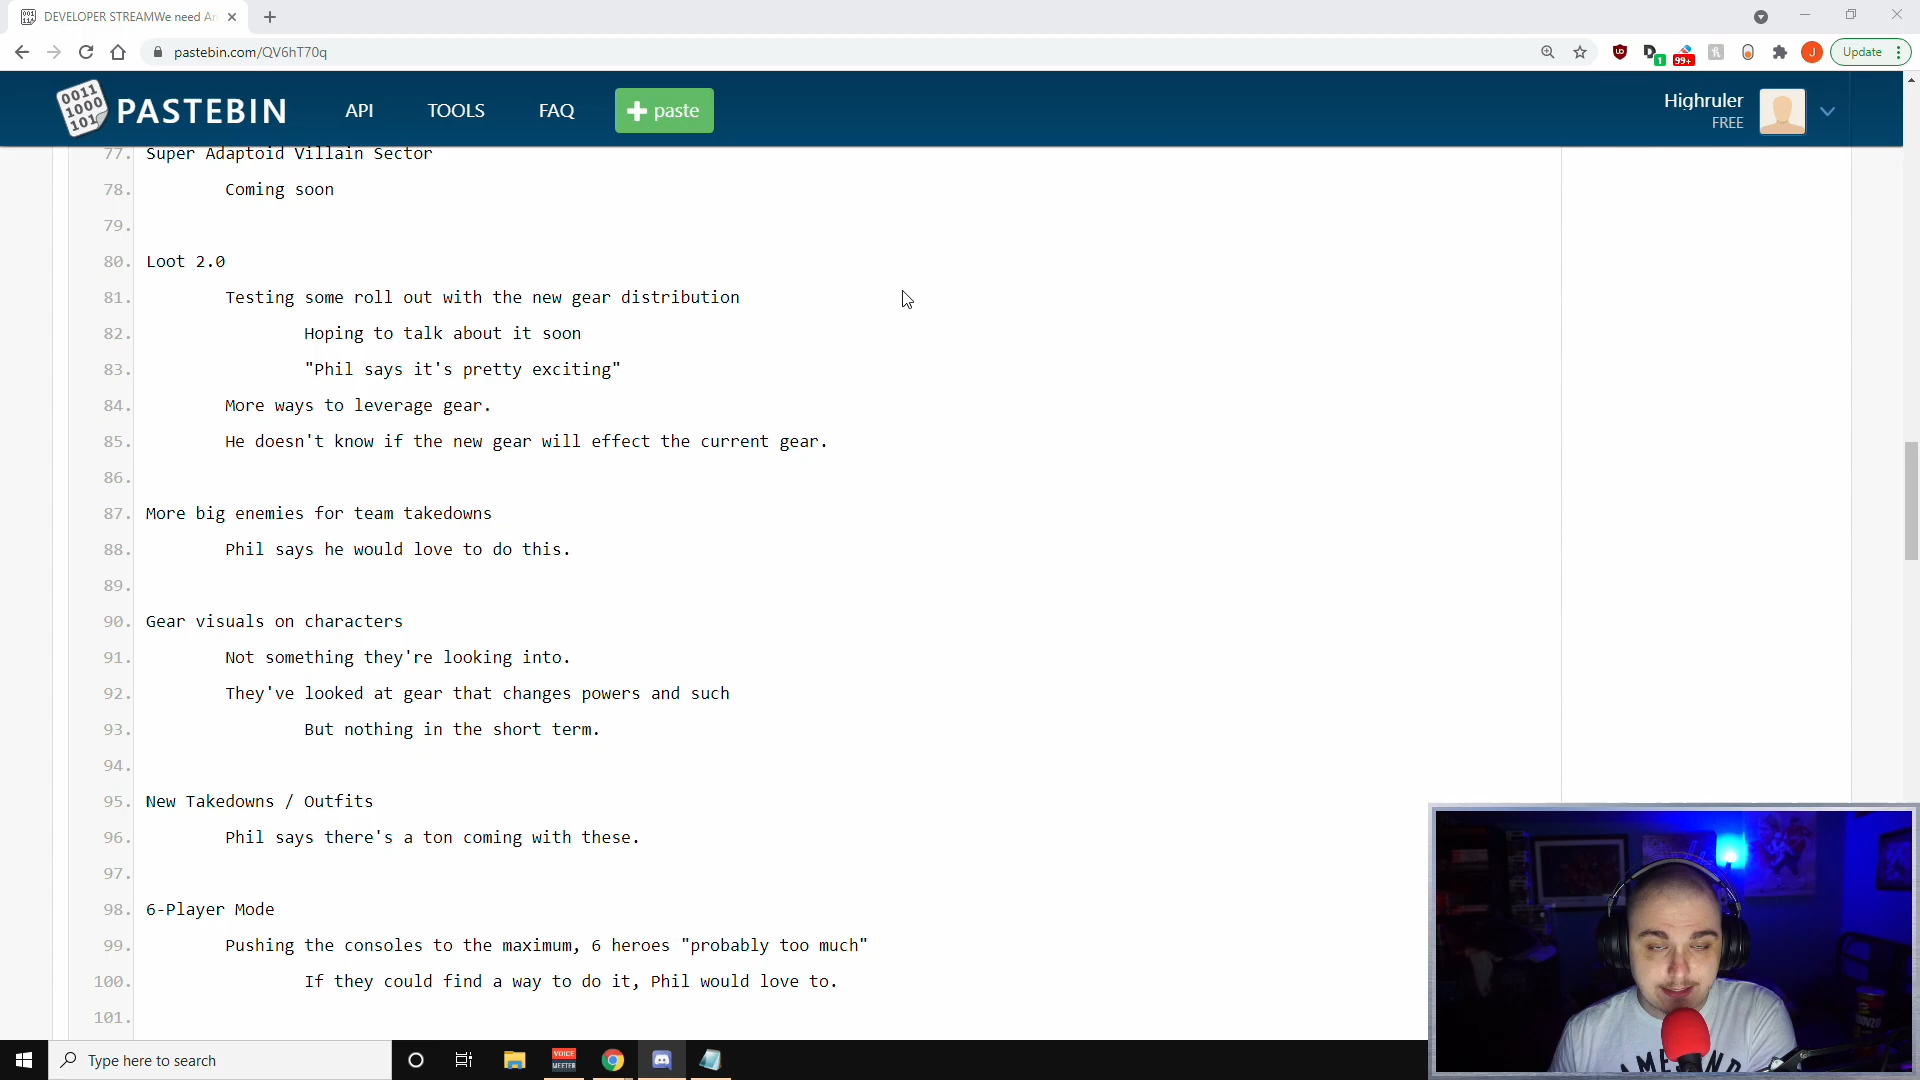 DEVELOPER STREAMWe need An
pastebin.com/QV6hT70q
1
99+
J
Update
0011
1000
101
PASTEBIN
API
TOOLS
FAQ
+ paste
Highruler
FREE
77. Super Adaptoid Villain Sector
78. Coming soon
79.
80. Loot 2.0
81. Testing some roll out with the new gear distribution
82. Hoping to talk about it soon
83. "Phil says it's pretty exciting"
84. More ways to leverage gear.
85. He doesn't know if the new gear will effect the current gear.
86.
87. More big enemies for team takedowns
88. Phil says he would love to do this.
89.
90. Gear visuals on characters
91. Not something they're looking into.
92. They've looked at gear that changes powers and such
93. But nothing in the short term.
94.
95. New Takedowns / Outfits
96. Phil says there's a ton coming with these.
97.
98. 6-Player Mode
99. Pushing the consoles to the maximum, 6 heroes "probably too much"
100. If they could find a way to do it, Phil would love to.
101.
Type here to search
VOICE
MEETER